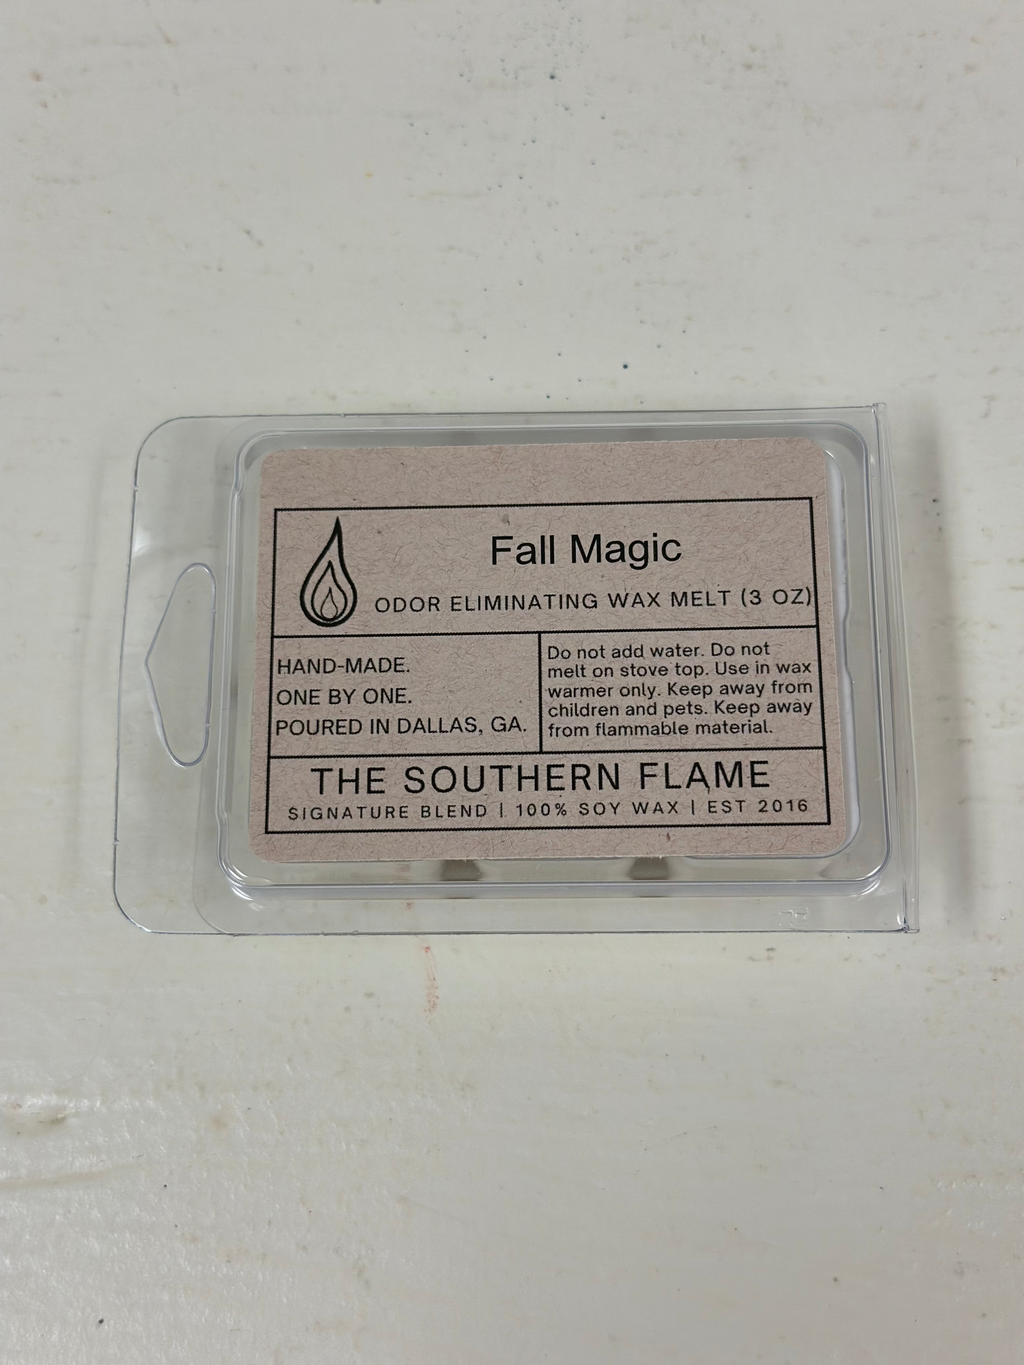 Fall Magic
ODOR ELIMINATING WAX MELT (3 OZ)
HAND-MADE.
ONE BY ONE.
POURED IN DALLAS, GA.
Do not add water. Do not
melt on stove top. Use in wax
warmer only. Keep away from
children and pets. Keep away
from flammable material.
THE SOUTHERN FLAME
SIGNATURE BLEND | 100% SOY WAX | EST 2016